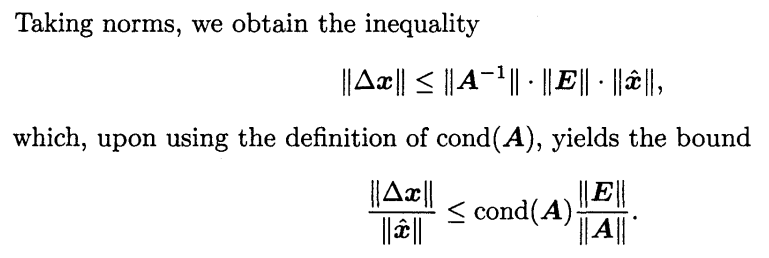 Taking norms, we obtain the inequality
‖Δx‖ ≤ ‖A⁻¹‖ · ‖E‖ · ‖x̂‖,
which, upon using the definition of cond(A), yields the bound
‖Δx‖ / ‖x̂‖ ≤ cond(A) ‖E‖ / ‖A‖.